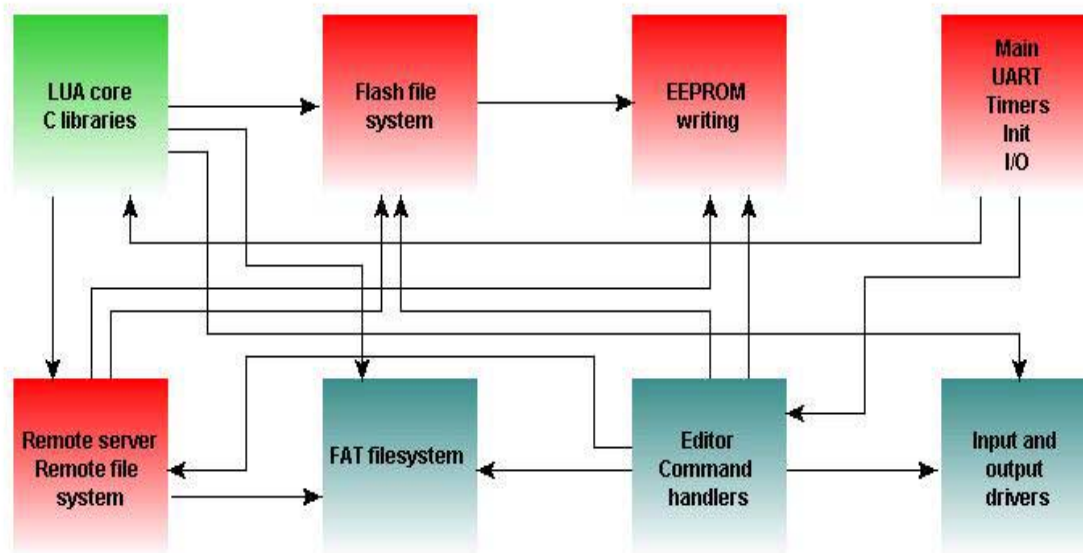 LUA core
C libraries
Flash file
system
EEPROM
writing
Main
UART
Timers
Init
I/O
Remote server
Remote file
system
FAT filesystem
Editor
Command
handlers
Input and
output
drivers